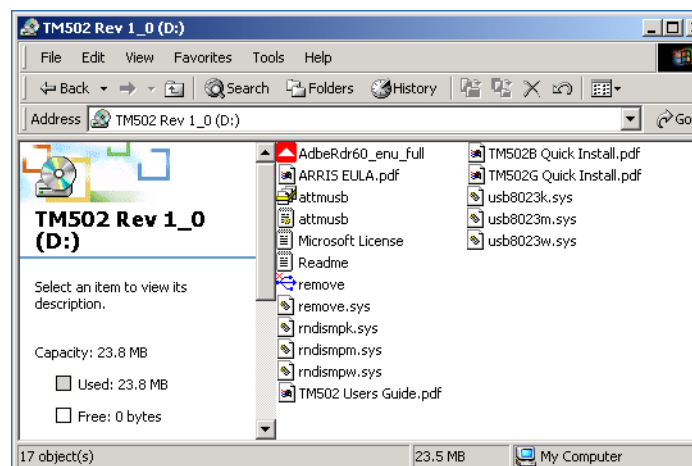 TM502 Rev 1_0 (D:)
File Edit View Favorites Tools Help
Back Search Folders History
Address TM502 Rev 1_0 (D:) Go
TM502 Rev 1_0
(D:)
Select an item to view its
description.
Capacity: 23.8 MB
Used: 23.8 MB
Free: 0 bytes
AdbeRdr60_enu_full
ARRIS EULA.pdf
attmusb
attmusb
Microsoft License
Readme
remove
remove.sys
rndismpk.sys
rndismpm.sys
rndismpw.sys
TM502 Users Guide.pdf
TM502B Quick Install.pdf
TM502G Quick Install.pdf
usb8023k.sys
usb8023m.sys
usb8023w.sys
17 object(s) 23.5 MB My Computer